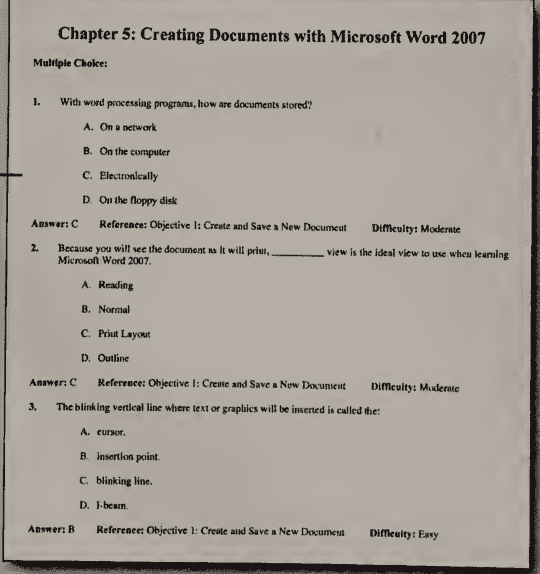 Chapter 5: Creating Documents with Microsoft Word 2007
Multiple Choice:
1. With word processing programs, how are documents stored?
A. On a network
B. On the computer
C. Electronically
D. On the floppy disk
Answer: C Reference: Objective 1: Create and Save a New Document Difficulty: Moderate
2. Because you will see the document as it will print, __________ view is the ideal view to use when learning
Microsoft Word 2007.
A. Reading
B. Normal
C. Print Layout
D. Outline
Answer: C Reference: Objective 1: Create and Save a New Document Difficulty: Moderate
3. The blinking vertical line where text or graphics will be inserted is called the:
A. cursor.
B. insertion point.
C. blinking line.
D. I-beam.
Answer: B Reference: Objective 1: Create and Save a New Document Difficulty: Easy